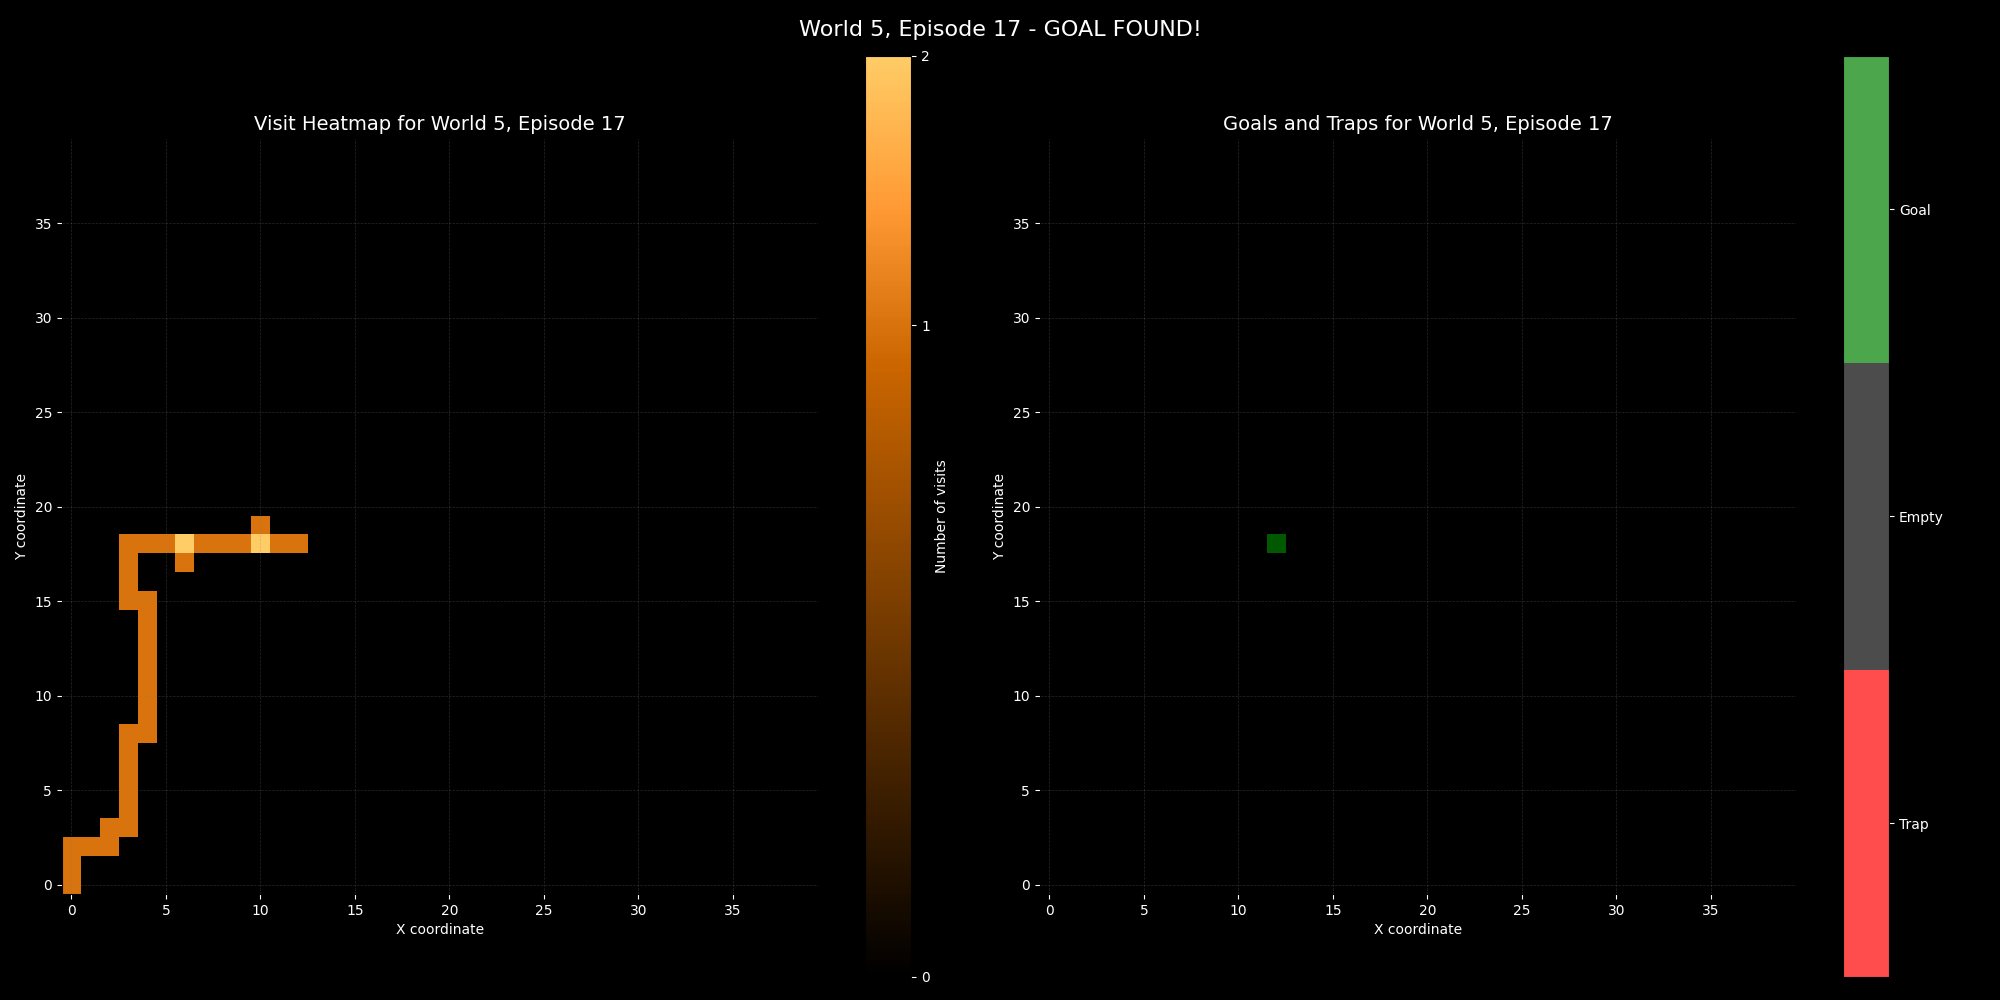 World 5, Episode 17 - GOAL FOUND!
Visit Heatmap for World 5, Episode 17
35
30
25
20
15
10
5
0
Y coordinate
0 5 10 15 20 25 30 35
X coordinate
2
1
0
Number of visits
Goals and Traps for World 5, Episode 17
35
30
25
20
15
10
5
0
Y coordinate
0 5 10 15 20 25 30 35
X coordinate
Goal
Empty
Trap